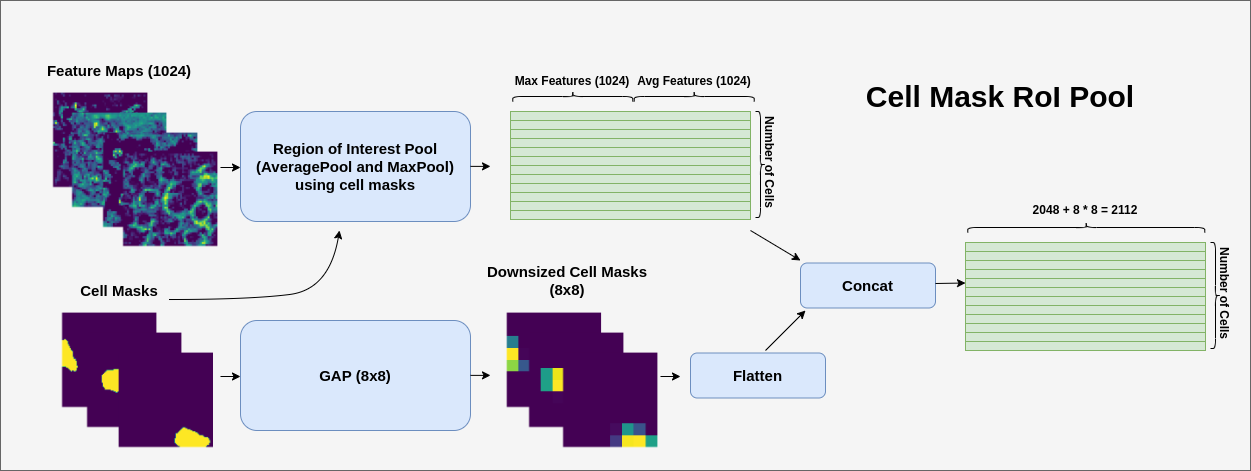 Feature Maps (1024)
Max Features (1024)
Avg Features (1024)
Cell Mask RoI Pool
Region of Interest Pool
(AveragePool and MaxPool)
using cell masks
Number of Cells
2048 + 8 * 8 = 2112
Cell Masks
Downsized Cell Masks
(8x8)
Concat
Number of Cells
GAP (8x8)
Flatten